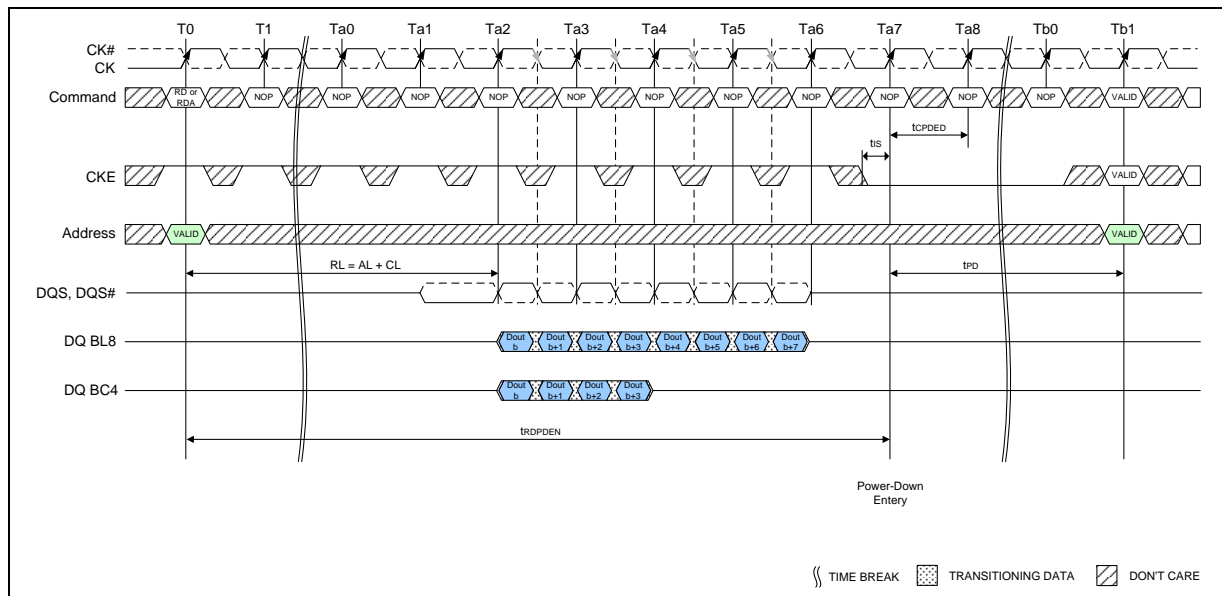 T0 T1 Ta0 Ta1 Ta2 Ta3 Ta4 Ta5 Ta6 Ta7 Ta8 Tb0 Tb1
CK#
CK
Command RD or RDA NOP NOP NOP NOP NOP NOP NOP NOP NOP NOP NOP VALID
tCPDED
tIS
CKE VALID
Address VALID VALID
RL = AL + CL tPD
DQS, DQS#
DQ BL8 Dout b Dout b+1 Dout b+2 Dout b+3 Dout b+4 Dout b+5 Dout b+6 Dout b+7
DQ BC4 Dout b Dout b+1 Dout b+2 Dout b+3
tRDPDEN
Power-Down
Entery
TIME BREAK TRANSITIONING DATA DON'T CARE